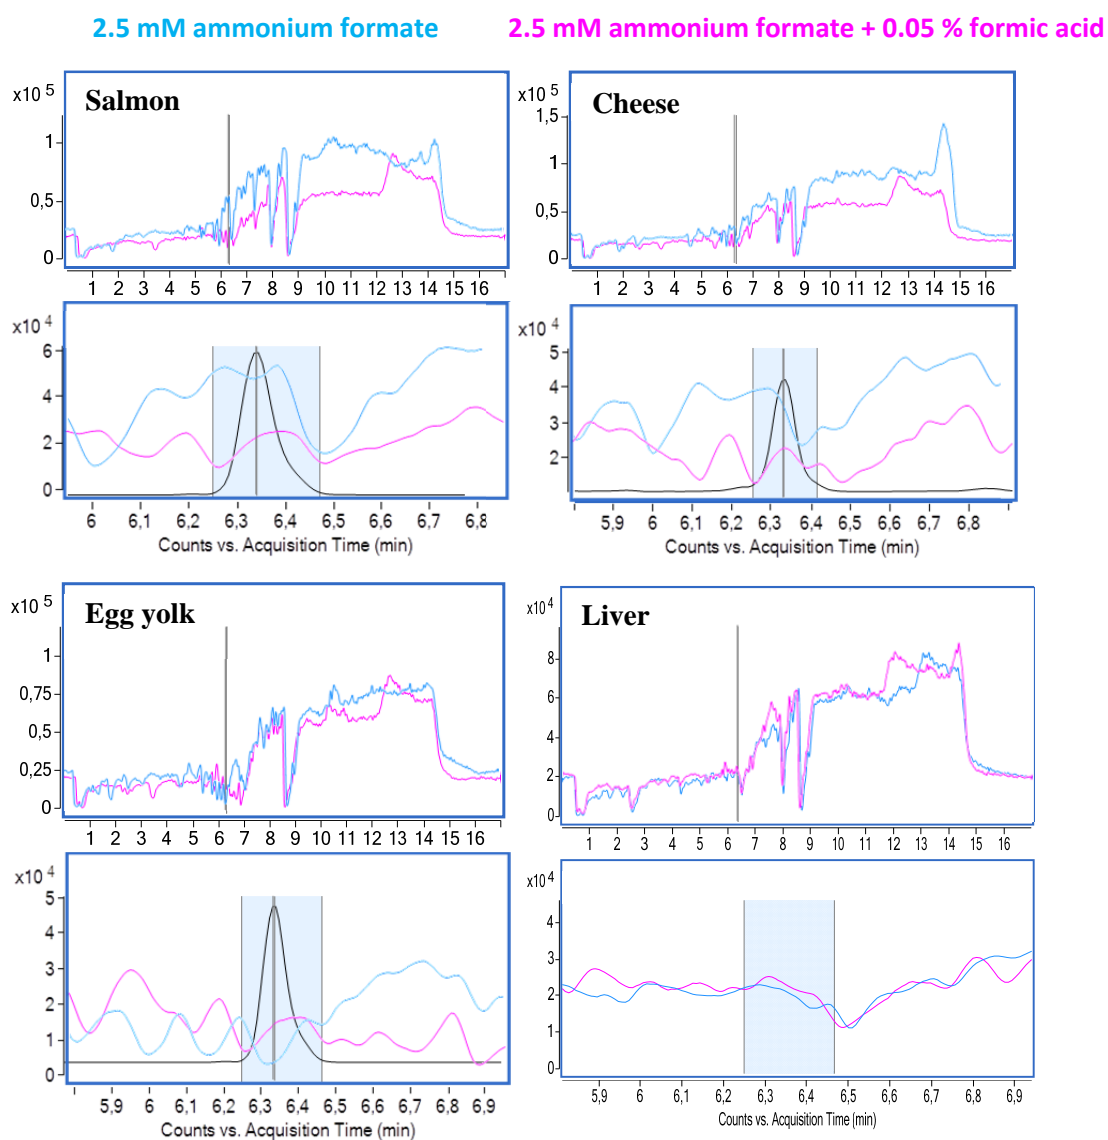 2.5 mM ammonium formate
2.5 mM ammonium formate + 0.05 % formic acid
x10 5
Salmon
1
0,5
0
1 2 3 4 5 6 7 8 9 10 11 12 13 14 15 16
x10 5
Cheese
1,5
1
0,5
0
1 2 3 4 5 6 7 8 9 10 11 12 13 14 15 16
x10 4
6
4
2
0
6 6,1 6,2 6,3 6,4 6,5 6,6 6,7 6,8
Counts vs. Acquisition Time (min)
x10 4
5
4
3
2
5,9 6 6,1 6,2 6,3 6,4 6,5 6,6 6,7 6,8
Counts vs. Acquisition Time (min)
x10 5
Egg yolk
1
0,75
0,5
0,25
0
1 2 3 4 5 6 7 8 9 10 11 12 13 14 15 16
x10 4
Liver
8
6
4
2
0
1 2 3 4 5 6 7 8 9 10 11 12 13 14 15 16
x10 4
5
4
3
2
1
0
5,9 6 6,1 6,2 6,3 6,4 6,5 6,6 6,7 6,8 6,9
Counts vs. Acquisition Time (min)
x10 4
4
3
2
1
0
5,9 6 6,1 6,2 6,3 6,4 6,5 6,6 6,7 6,8 6,9
Counts vs. Acquisition Time (min)